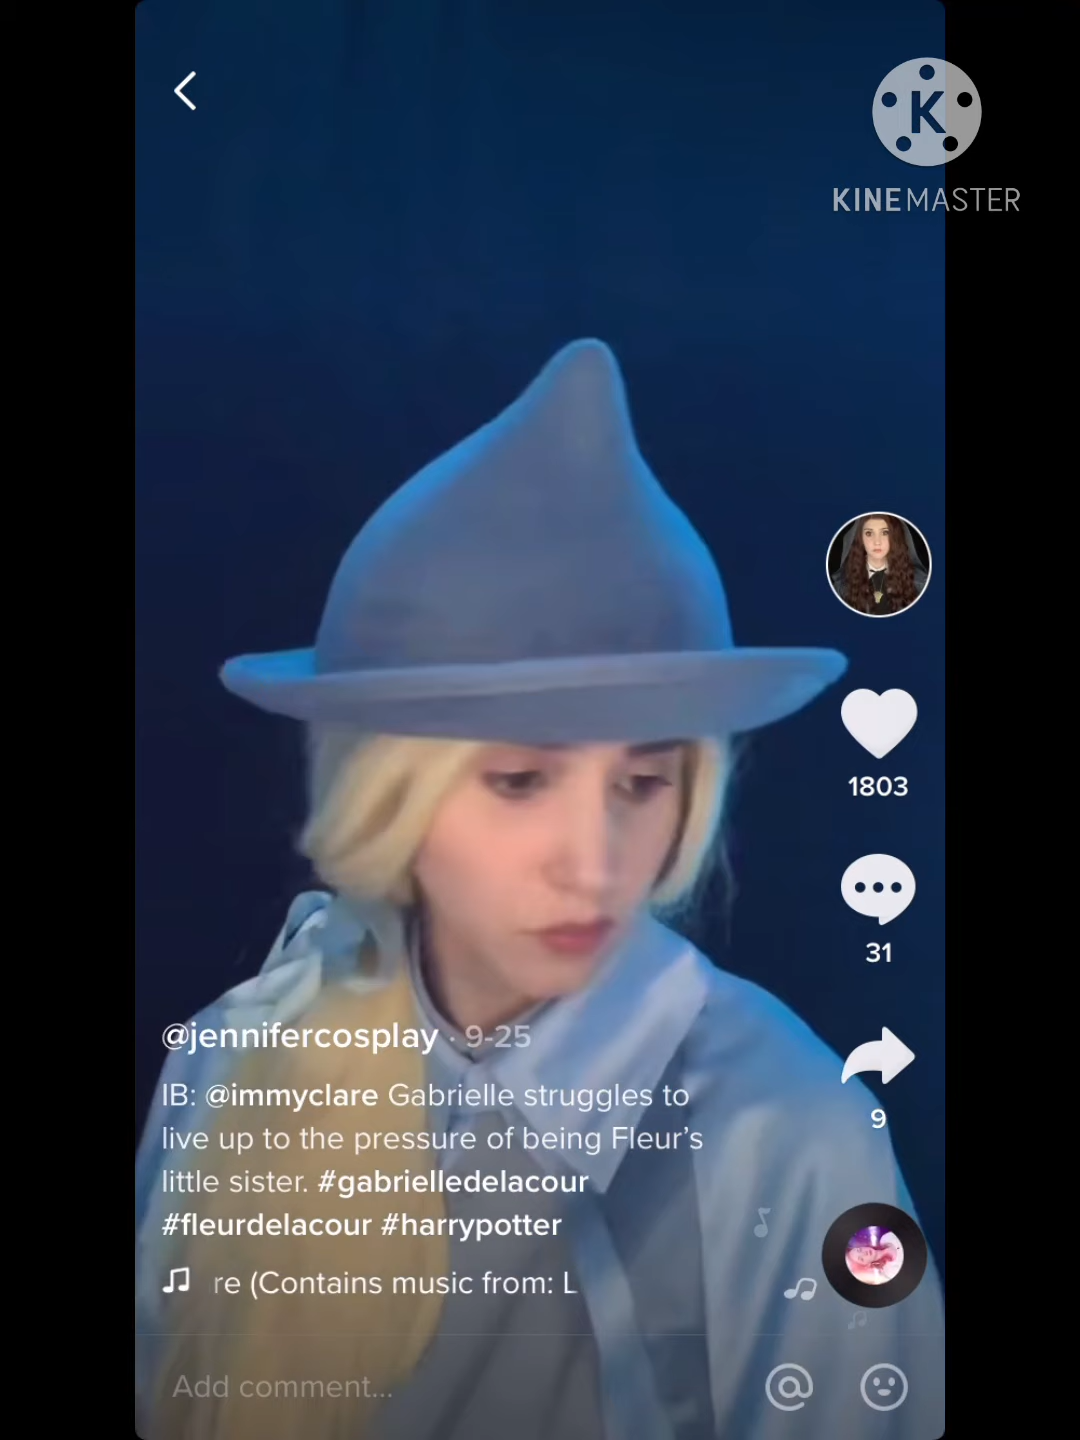 K
KINEMASTER
1803
31
@jennifercosplay · 9-25
IB: @immyclare Gabrielle struggles to
live up to the pressure of being Fleur’s
little sister. #gabrielledelacour
#fleurdelacour #harrypotter
9
re (Contains music from: L
Add comment...
@